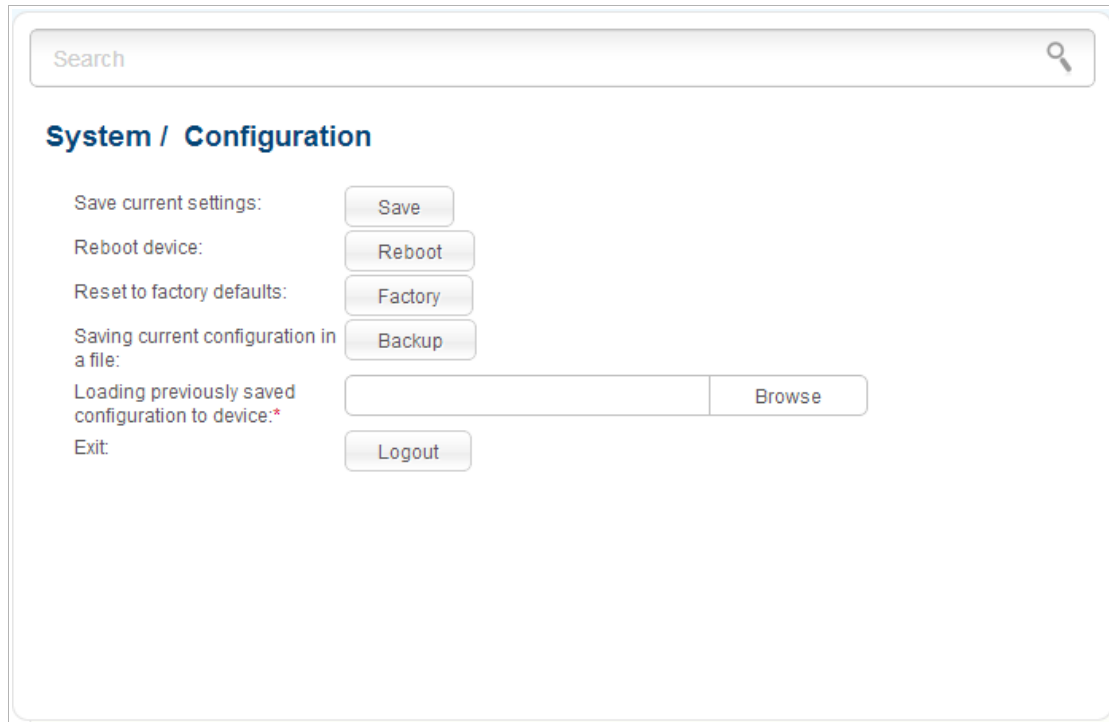 Search
System / Configuration
Save current settings:
Save
Reboot device:
Reboot
Reset to factory defaults:
Factory
Saving current configuration in
a file:
Backup
Loading previously saved
configuration to device:*
Browse
Exit:
Logout